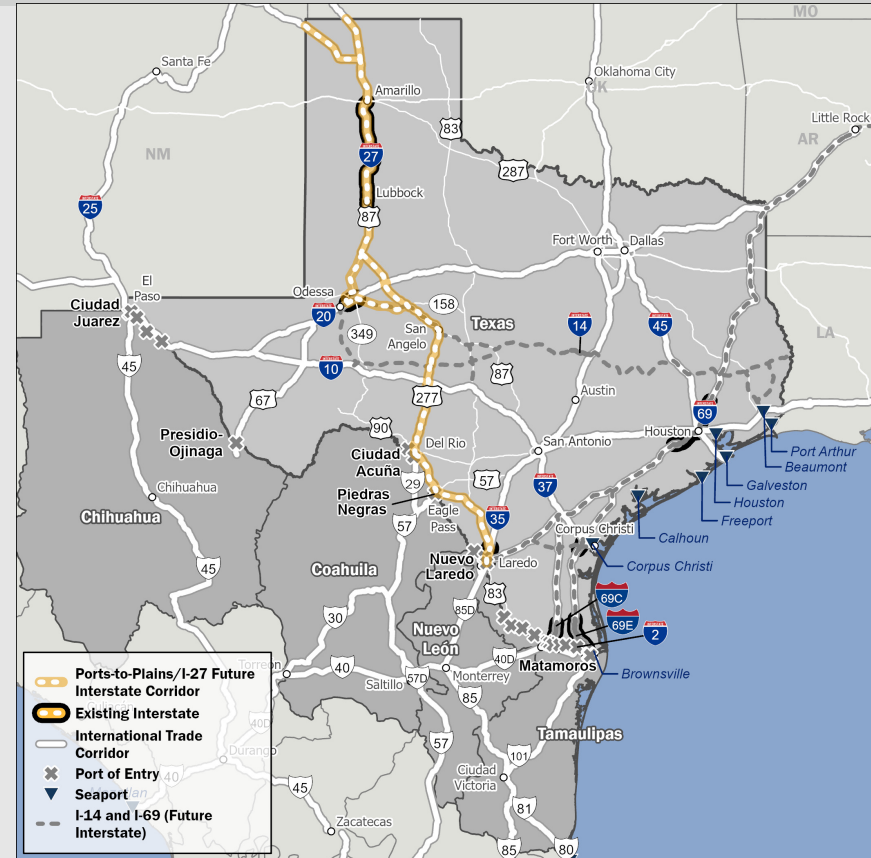 MO
Santa Fe
Oklahoma City
OK
Amarillo
83
Little Rock
AR
NM
27
287
Lubbock
25
87
Fort Worth
Dallas
El
Paso
Odessa
Ciudad
Juarez
20
158
349
San
Angelo
Texas
14
45
LA
45
10
87
277
Austin
67
69
90
Presidio-
Ojinaga
Del Rio
Ciudad
Acuña
Houston
San Antonio
Port Arthur
Beaumont
29
57
37
Galveston
Piedras
Negras
Houston
Chihuahua
Eagle
Pass
35
Freeport
Chihuahua
57
Corpus Christi
Calhoun
Nuevo
Laredo
Laredo
Corpus Christi
45
Coahuila
83
69C
85D
30
69E
2
Nuevo
León
40D
Matamoros
Torreon
40
Monterrey
Brownsville
Saltillo
57D
85
Culiacán
40D
57
Tamaulipas
Durango
101
40
Ciudad
Victoria
45
81
Zacatecas
85
80
Ports-to-Plains/I-27 Future
Interstate Corridor
Existing Interstate
International Trade
Corridor
Port of Entry
Seaport
I-14 and I-69 (Future
Interstate)